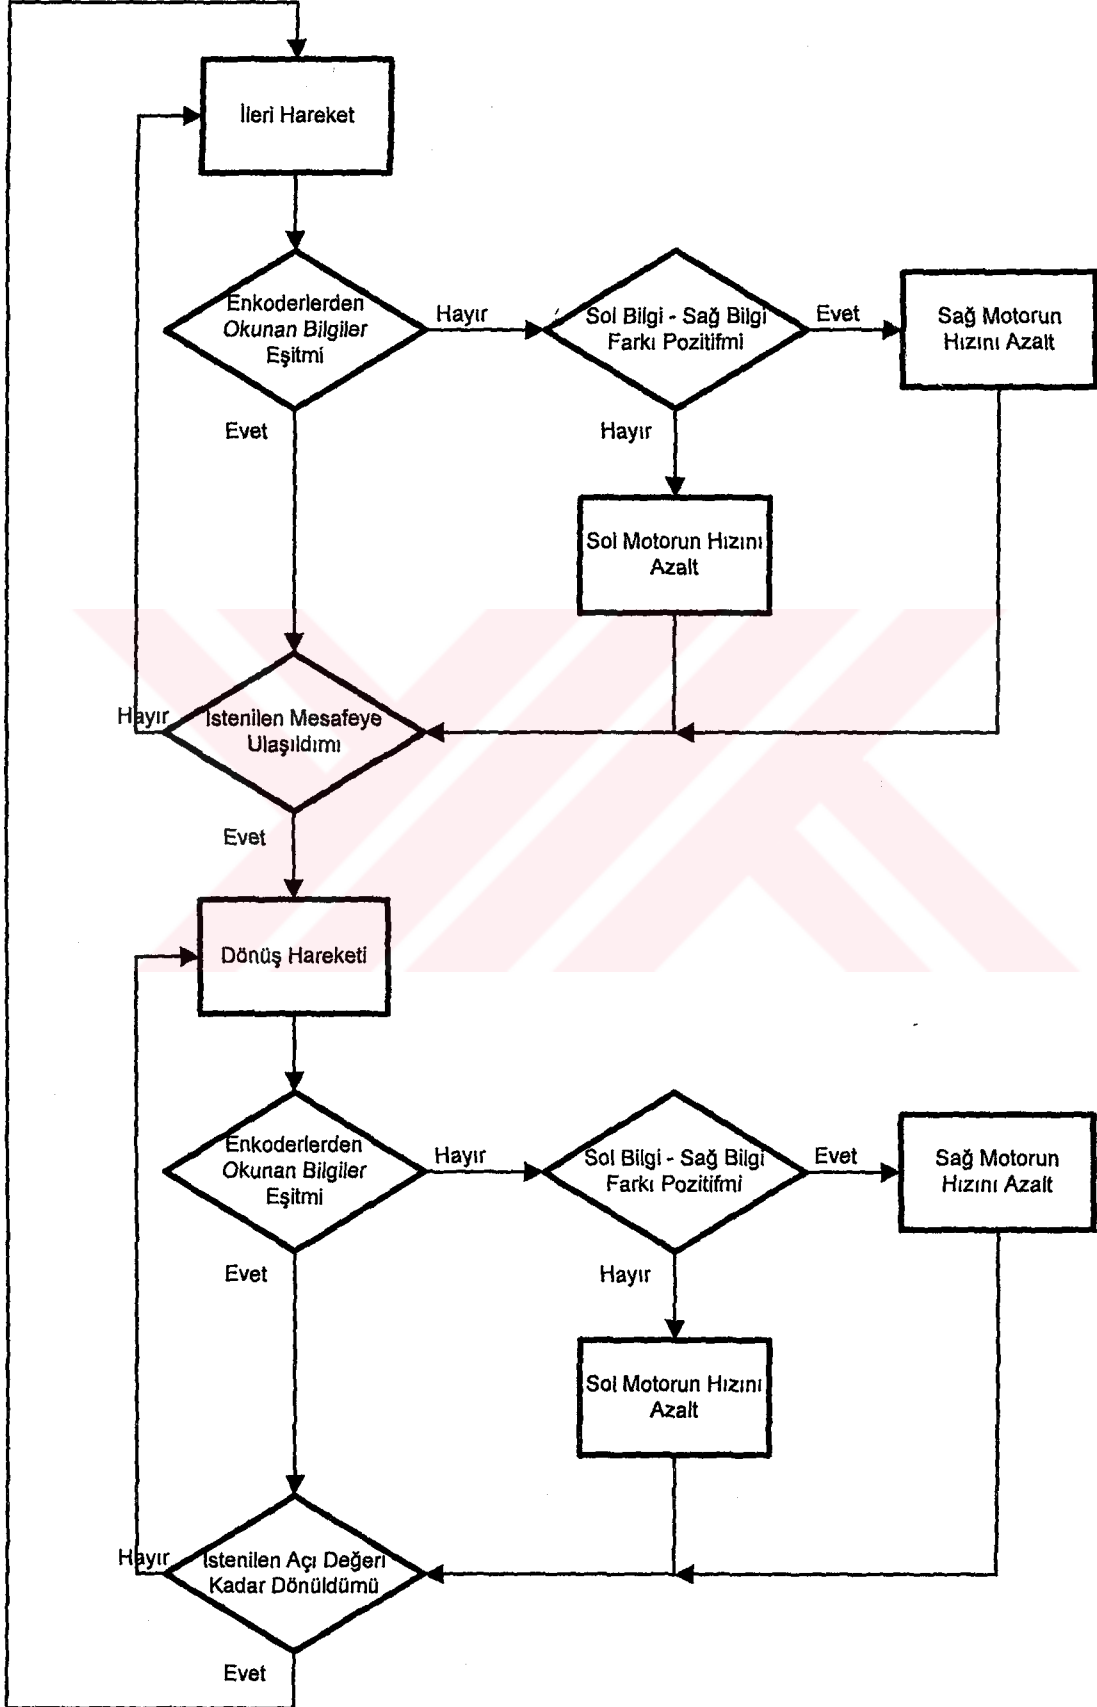 İleri Hareket
Enkoderlerden
Okunan Bilgiler
Eşitmi
Hayır
Sol Bilgi - Sağ Bilgi
Farkı Pozitifmi
Evet
Sağ Motorun
Hızını Azalt
Evet
Hayır
Sol Motorun Hızını
Azalt
Hayır
İstenilen Mesafeye
Ulaşıldımı
Evet
Dönüş Hareketi
Enkoderlerden
Okunan Bilgiler
Eşitmi
Hayır
Sol Bilgi - Sağ Bilgi
Farkı Pozitifmi
Evet
Sağ Motorun
Hızını Azalt
Evet
Hayır
Sol Motorun Hızını
Azalt
Hayır
İstenilen Açı Değeri
Kadar Dönüldümü
Evet